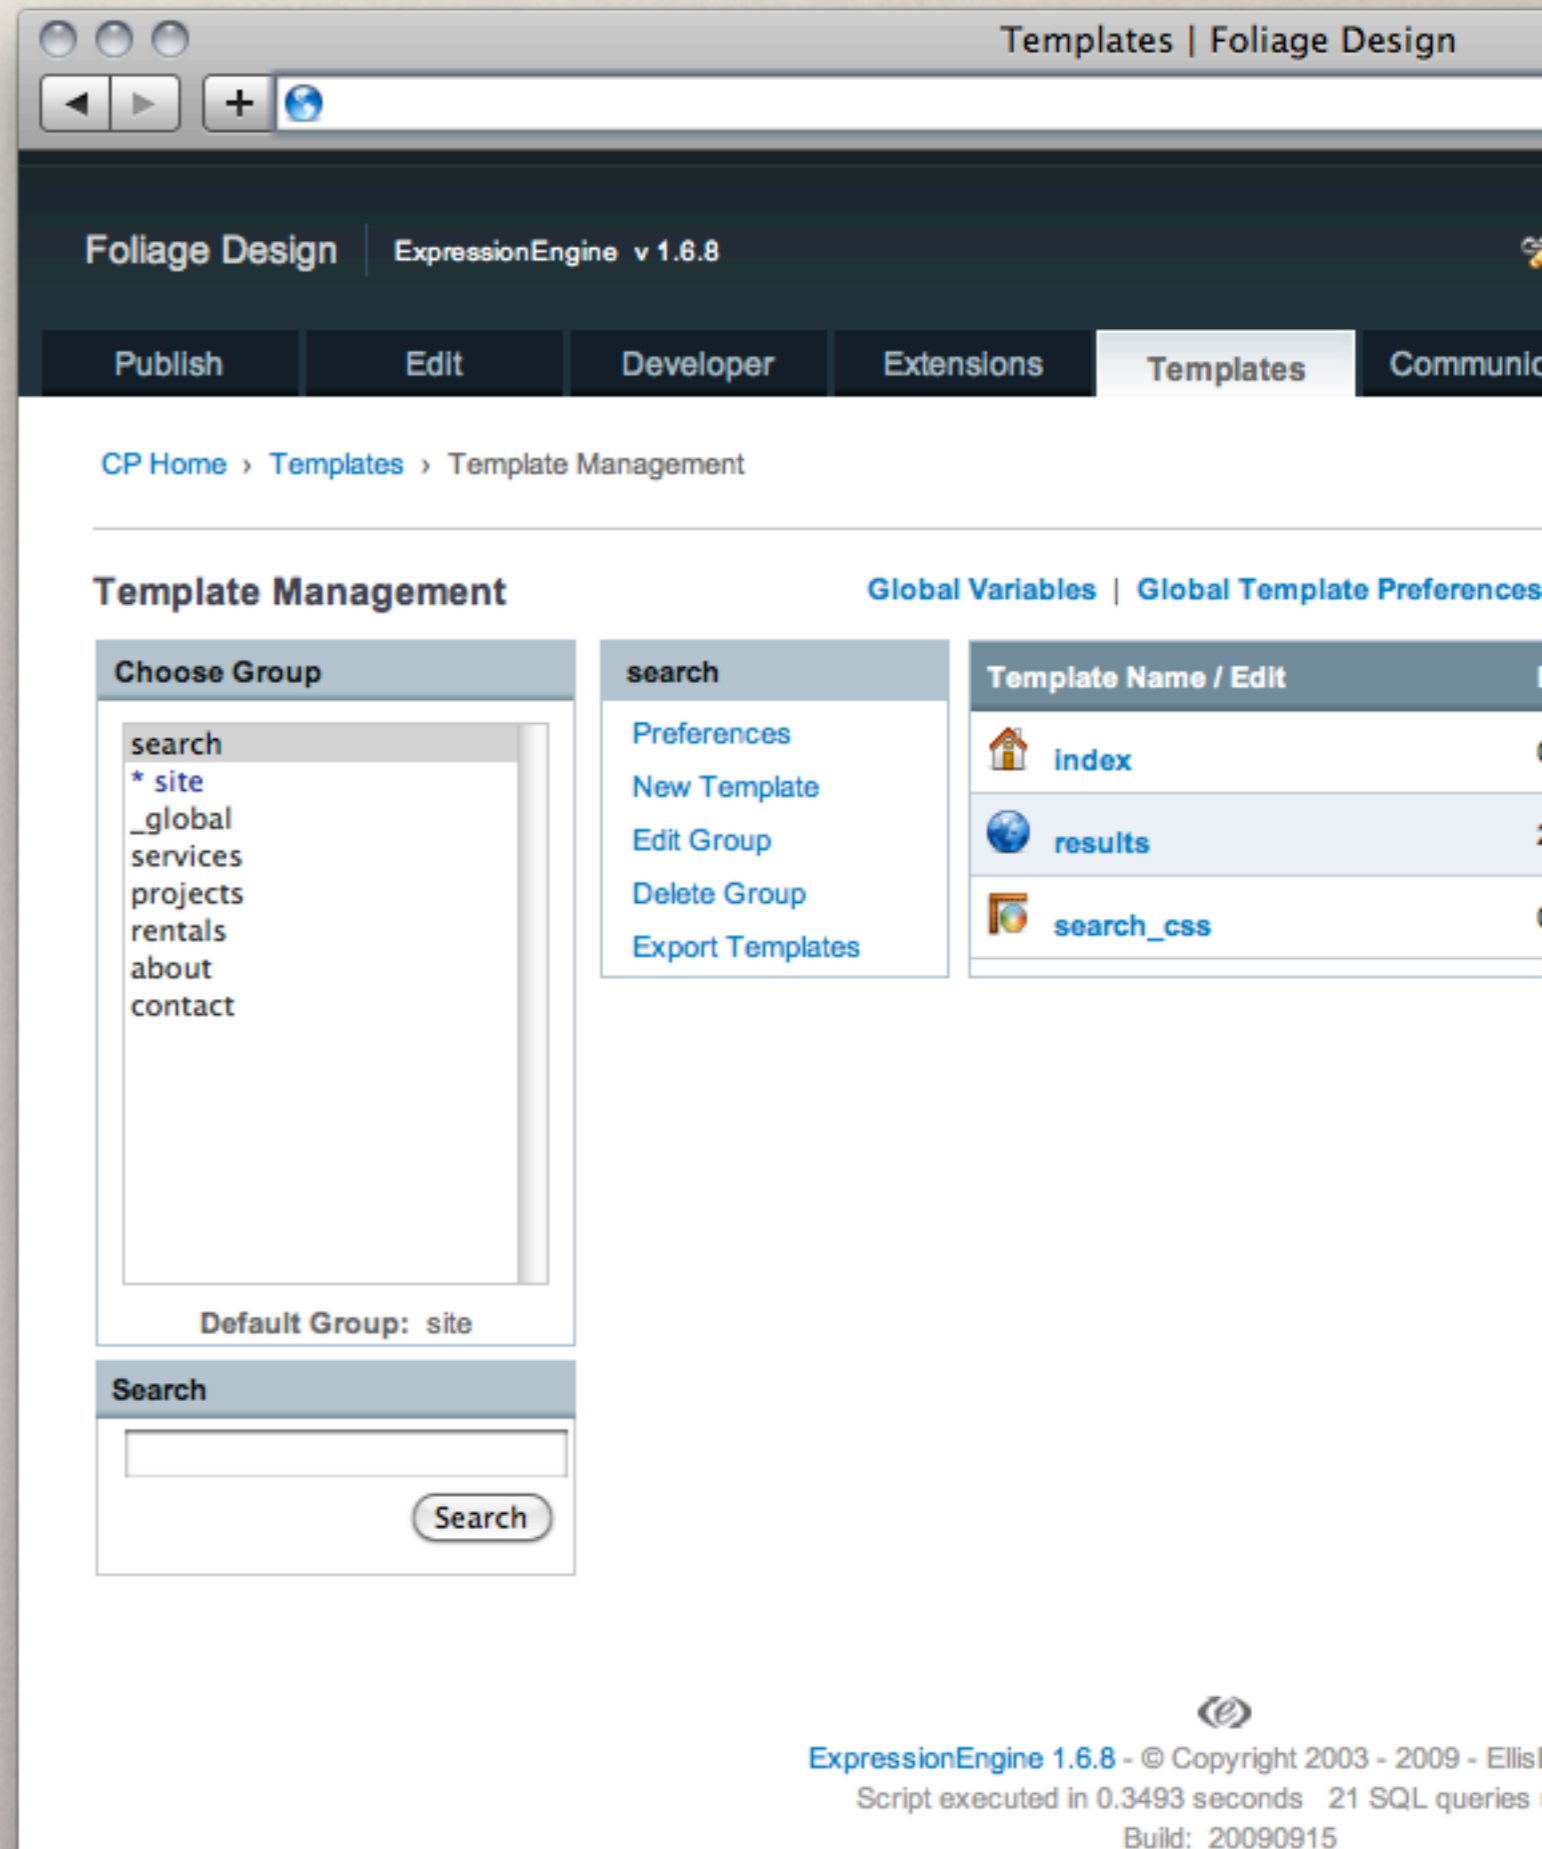 Templates | Foliage Design
Foliage Design
ExpressionEngine v 1.6.8
Publish
Edit
Developer
Extensions
Templates
CP Home › Templates › Template Management
Template Management
Global Variables | Global Template Preferences
Choose Group
search
* site
_global
services
projects
rentals
about
contact
Default Group: site
Search
Search
search
Preferences
New Template
Edit Group
Delete Group
Export Templates
Template Name / Edit
index
results
search_css
ExpressionEngine 1.6.8 - © Copyright 2003 - 2009 -
Script executed in 0.3493 seconds 21 SQL queries
Build: 20090915